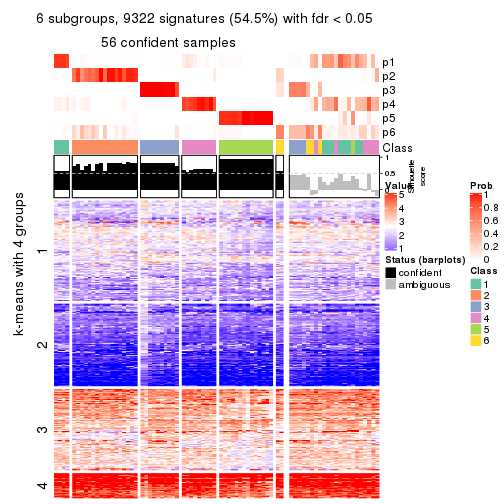 6 subgroups, 9322 signatures (54.5%) with fdr < 0.05
56 confident samples
p1
p2
p3
p4
p5
p6
Class
1
0.5
0
Silhouette
score
k-means with 4 groups
1
2
3
4
Value
5
4
3
2
1
Status (barplots)
confident
ambiguous
Prob
1
0.8
0.6
0.4
0.2
0
Class
1
2
3
4
5
6